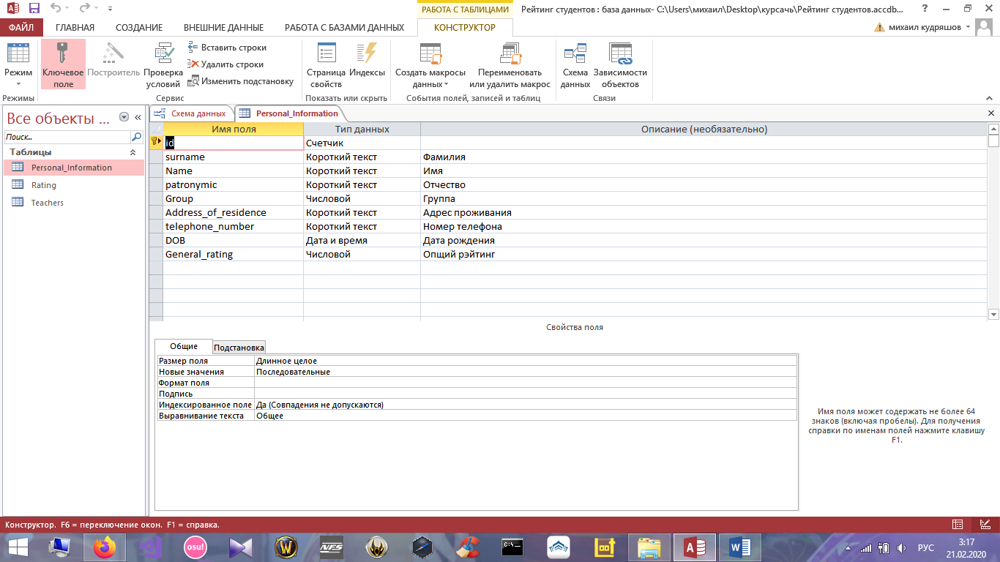 РАБОТА С ТАБЛИЦАМИ
Рейтинг студентов : база данных- C:\Users\михаил\Desktop\курсачь\Рейтинг студентов.accdb...
ФАЙЛ ГЛАВНАЯ СОЗДАНИЕ ВНЕШНИЕ ДАННЫЕ РАБОТА С БАЗАМИ ДАННЫХ КОНСТРУКТОР михаил кудряшов
Режим
Ключевое поле
Построитель
Проверка условий
Вставить строки
Удалить строки
Изменить подстановку
Страница свойств
Индексы
Создать макросы данных
Переименовать или удалить макрос
Схема данных
Зависимости объектов
Режимы Сервис Показать или скрыть События полей, записей и таблиц Связи
Все объекты ...
Поиск...
Таблицы
Personal_Information
Rating
Teachers
Схема данных Personal_Information
Имя поля Тип данных Описание (необязательно)
id Счетчик
surname Короткий текст Фамилия
Name Короткий текст Имя
patronymic Короткий текст Отчество
Group Числовой Группа
Address_of_residence Короткий текст Адрес проживания
telephone_number Короткий текст Номер телефона
DOB Дата и время Дата рождения
General_rating Числовой Опщий рэйтинг
Свойства поля
Общие Подстановка
Размер поля Длинное целое
Новые значения Последовательные
Формат поля
Подпись
Индексированное поле Да (Совпадения не допускаются)
Выравнивание текста Общее
Имя поля может содержать не более 64
знаков (включая пробелы). Для получения
справки по именам полей нажмите клавишу
F1.
Конструктор. F6 = переключение окон. F1 = справка.
osu!
NFS
C:\
РУС
3:17
21.02.2020